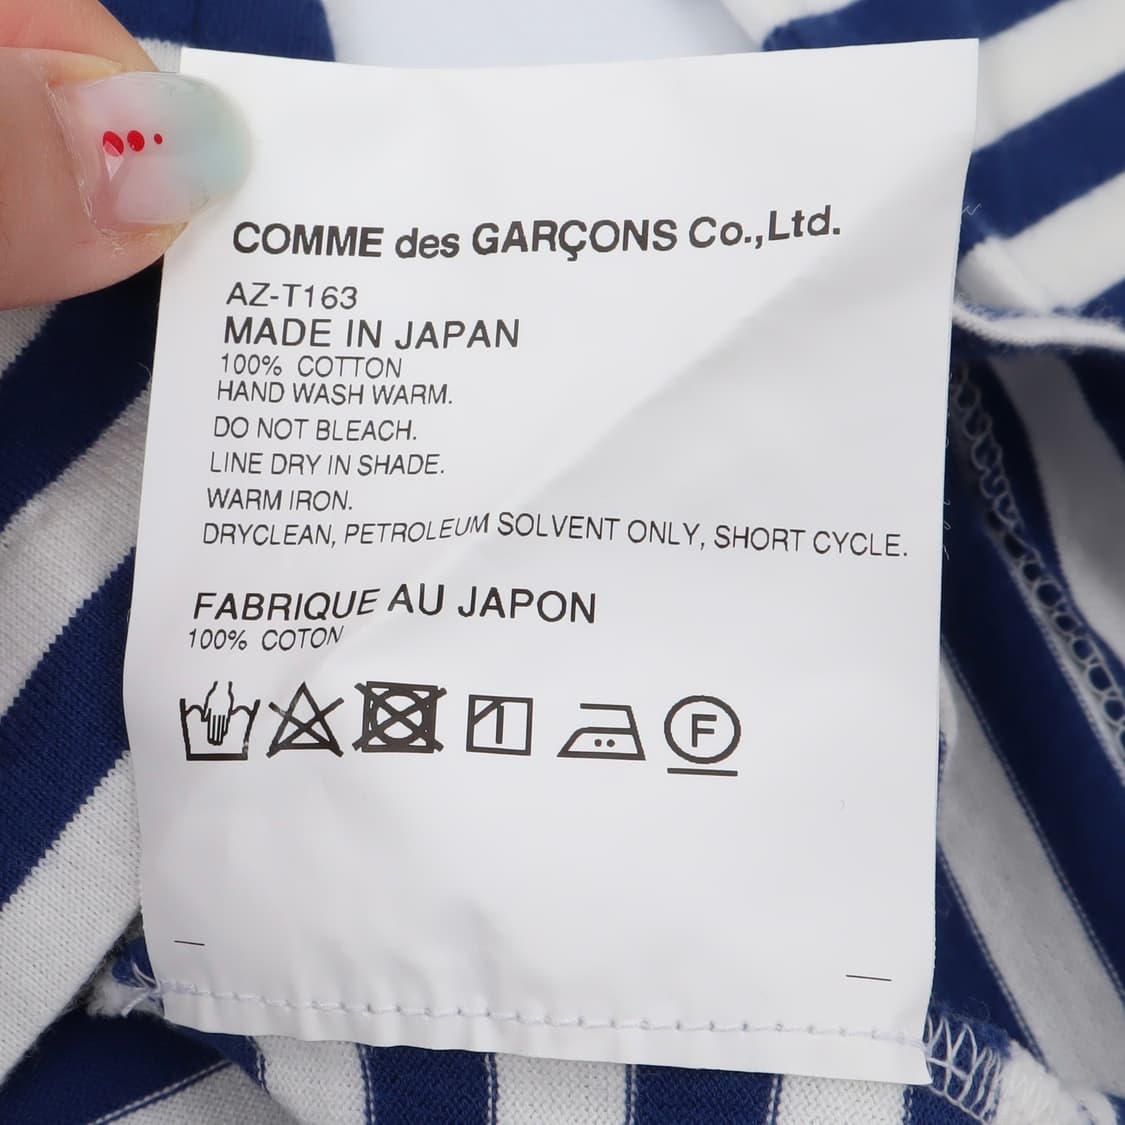 COMME des GARÇONS Co.,Ltd.
AZ-T163
MADE IN JAPAN
100% COTTON
HAND WASH WARM.
DO NOT BLEACH.
LINE DRY IN SHADE.
WARM IRON.
DRYCLEAN, PETROLEUM SOLVENT ONLY, SHORT CYCLE.
FABRIQUE AU JAPON
100% COTON
F